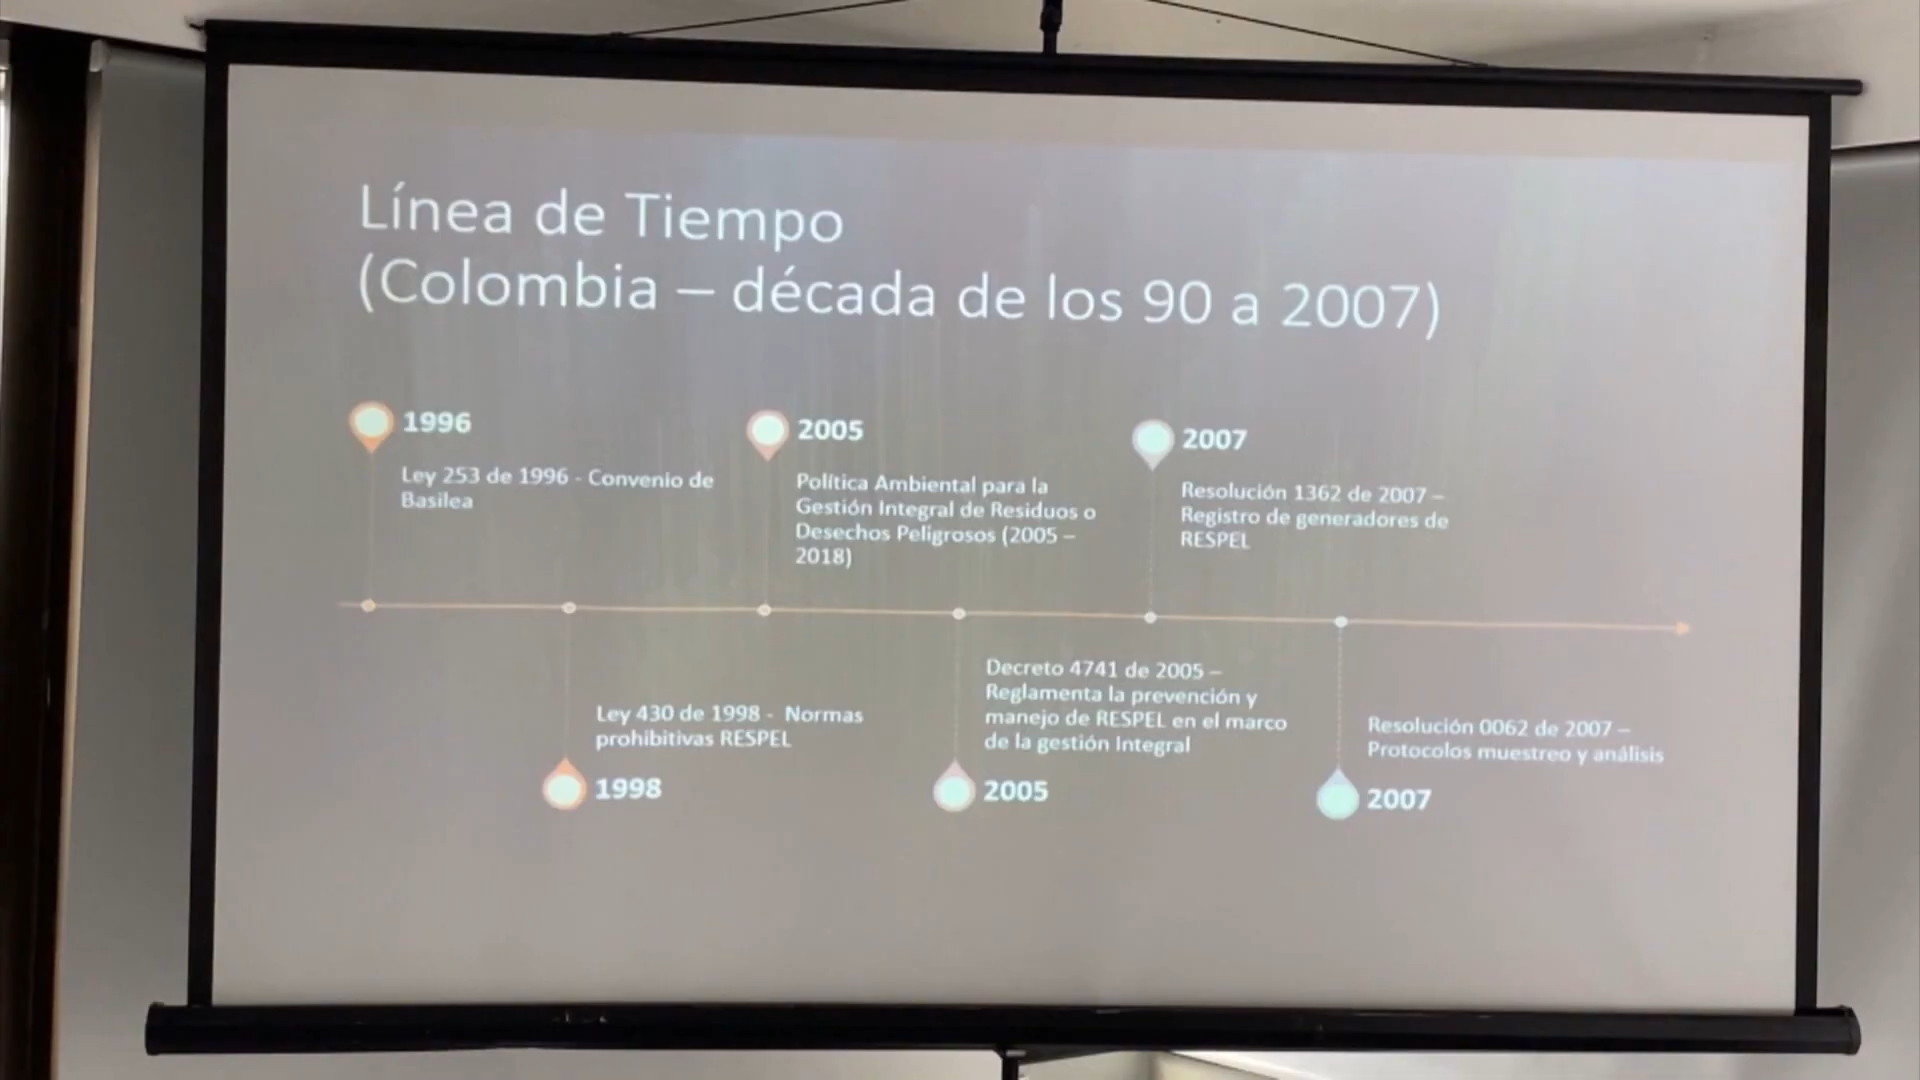 Línea de Tiempo
(Colombia – década de los 90 a 2007)
1996
Ley 253 de 1996 - Convenio de
Basilea
2005
Política Ambiental para la
Gestión Integral de Residuos o
Desechos Peligrosos (2005 –
2018)
2007
Resolución 1362 de 2007 –
Registro de generadores de
RESPEL
Ley 430 de 1998 - Normas
prohibitivas RESPEL
1998
Decreto 4741 de 2005 –
Reglamenta la prevención y
manejo de RESPEL en el marco
de la gestión Integral
2005
Resolución 0062 de 2007 –
Protocolos muestreo y análisis
2007